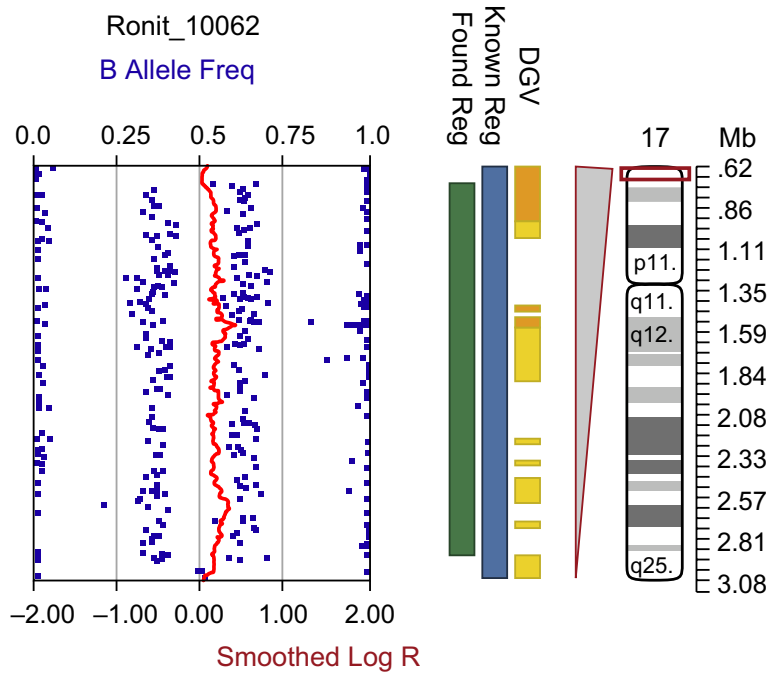 Ronit_10062
B Allele Freq
0.0 0.25 0.5 0.75 1.0
Found Reg
Known Reg
DGV
17 Mb
.62
.86
1.11
1.35
1.59
1.84
2.08
2.33
2.57
2.81
3.08
p11.
q11.
q12.
q25.
–2.00 –1.00 0.00 1.00 2.00
Smoothed Log R